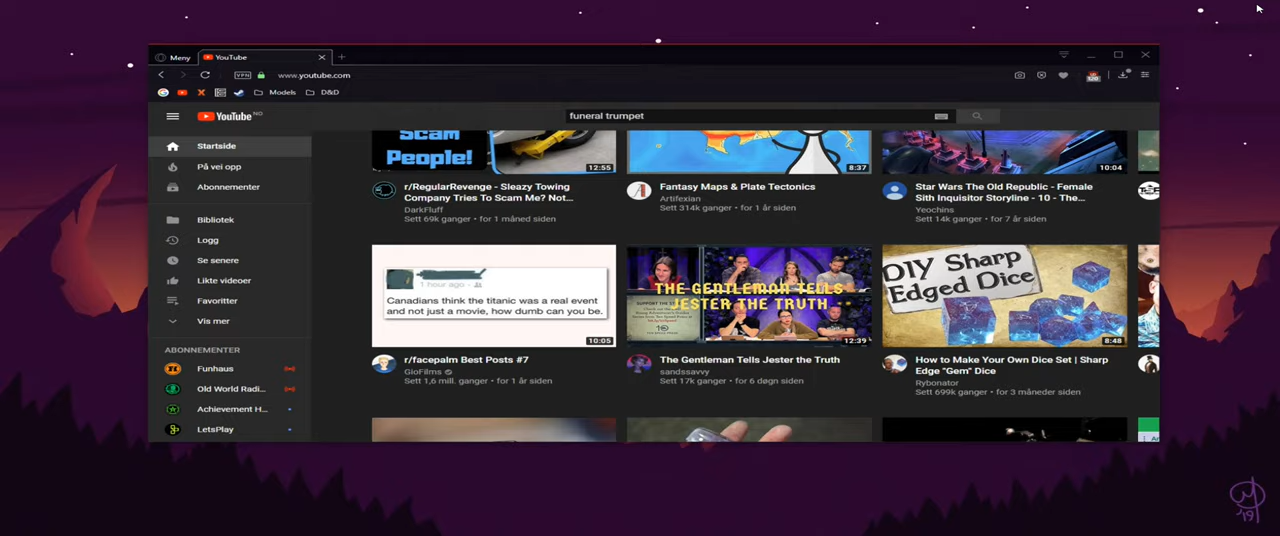 Meny
YouTube
VPN
www.youtube.com
Models
D&D
YouTube NO
funeral trumpet
Startside
På vei opp
Abonnementer
Bibliotek
Logg
Se senere
Likte videoer
Favoritter
Vis mer
ABONNEMENTER
Funhaus
Old World Radi...
Achievement H...
LetsPlay
Scam
People!
12:55
8:37
10:04
r/RegularRevenge - Sleazy Towing
Company Tries To Scam Me? Not...
DarkFluff
Sett 69k ganger • for 1 måned siden
Fantasy Maps & Plate Tectonics
Artifexian
Sett 314k ganger • for 1 år siden
Star Wars The Old Republic - Female
Sith Inquisitor Storyline - 10 - The...
Yeochins
Sett 14k ganger • for 7 år siden
1 hour ago
Canadians think the titanic was a real event
and not just a movie, how dumb can you be.
10:05
THE GENTLEMAN TELLS
JESTER THE TRUTH
12:39
DIY Sharp
Edged Dice
8:48
r/facepalm Best Posts #7
GioFilms
Sett 1,6 mill. ganger • for 1 år siden
The Gentleman Tells Jester the Truth
sandssavvy
Sett 17k ganger • for 6 døgn siden
How to Make Your Own Dice Set | Sharp
Edge "Gem" Dice
Rybonator
Sett 699k ganger • for 3 måneder siden
'19